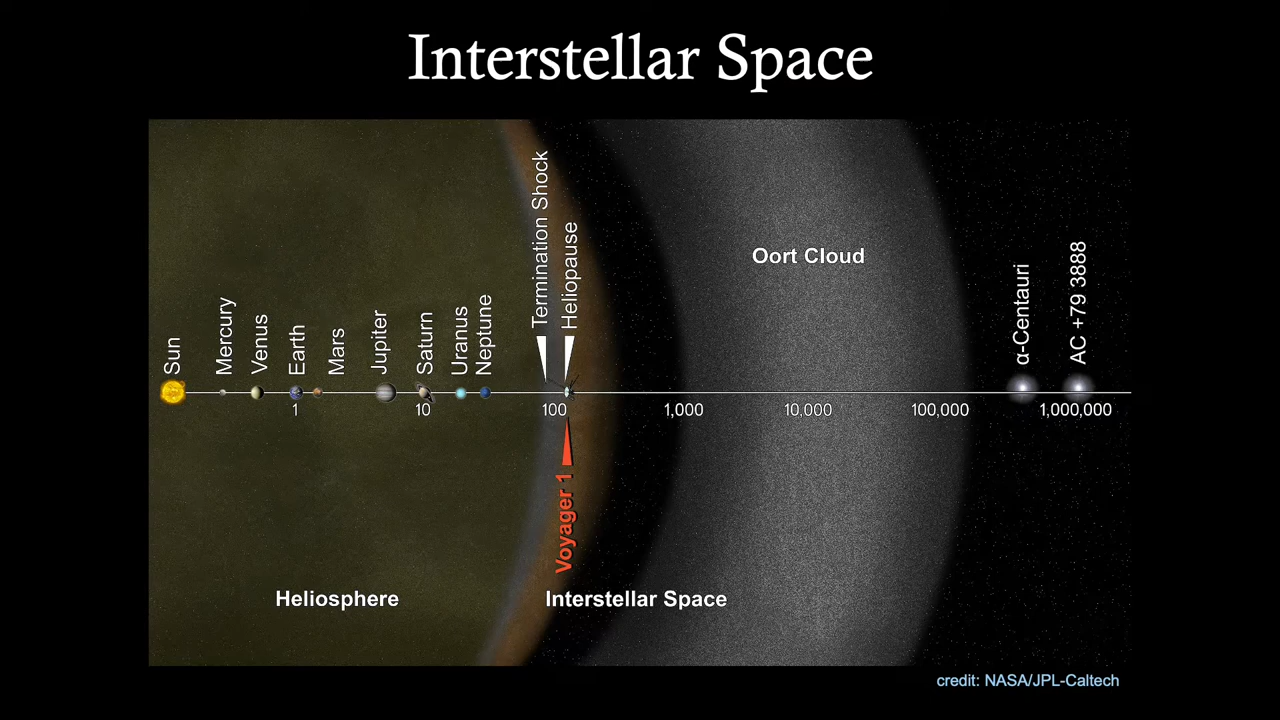 Interstellar Space
Termination Shock
Heliopause
Oort Cloud
Sun
Mercury
Venus
Earth
Mars
Jupiter
Saturn
Uranus
Neptune
α-Centauri
AC +79 3888
1
10
100
1,000
10,000
100,000
1,000,000
Voyager 1
Heliosphere
Interstellar Space
credit: NASA/JPL-Caltech